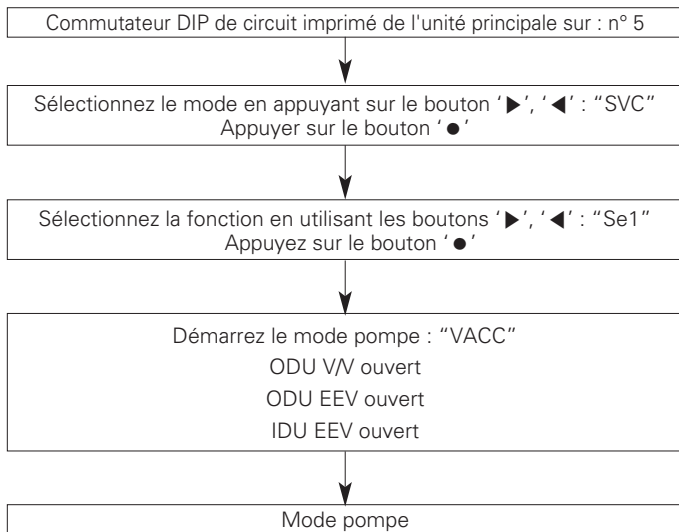 Commutateur DIP de circuit imprimé de l'unité principale sur : n° 5
Sélectionnez le mode en appuyant sur le bouton ‘▶’, ‘◀’ : “SVC”
Appuyer sur le bouton ‘●’
Sélectionnez la fonction en utilisant les boutons ‘▶’, ‘◀’ : “Se1”
Appuyez sur le bouton ‘●’
Démarrez le mode pompe : “VACC”
ODU V/V ouvert
ODU EEV ouvert
IDU EEV ouvert
Mode pompe